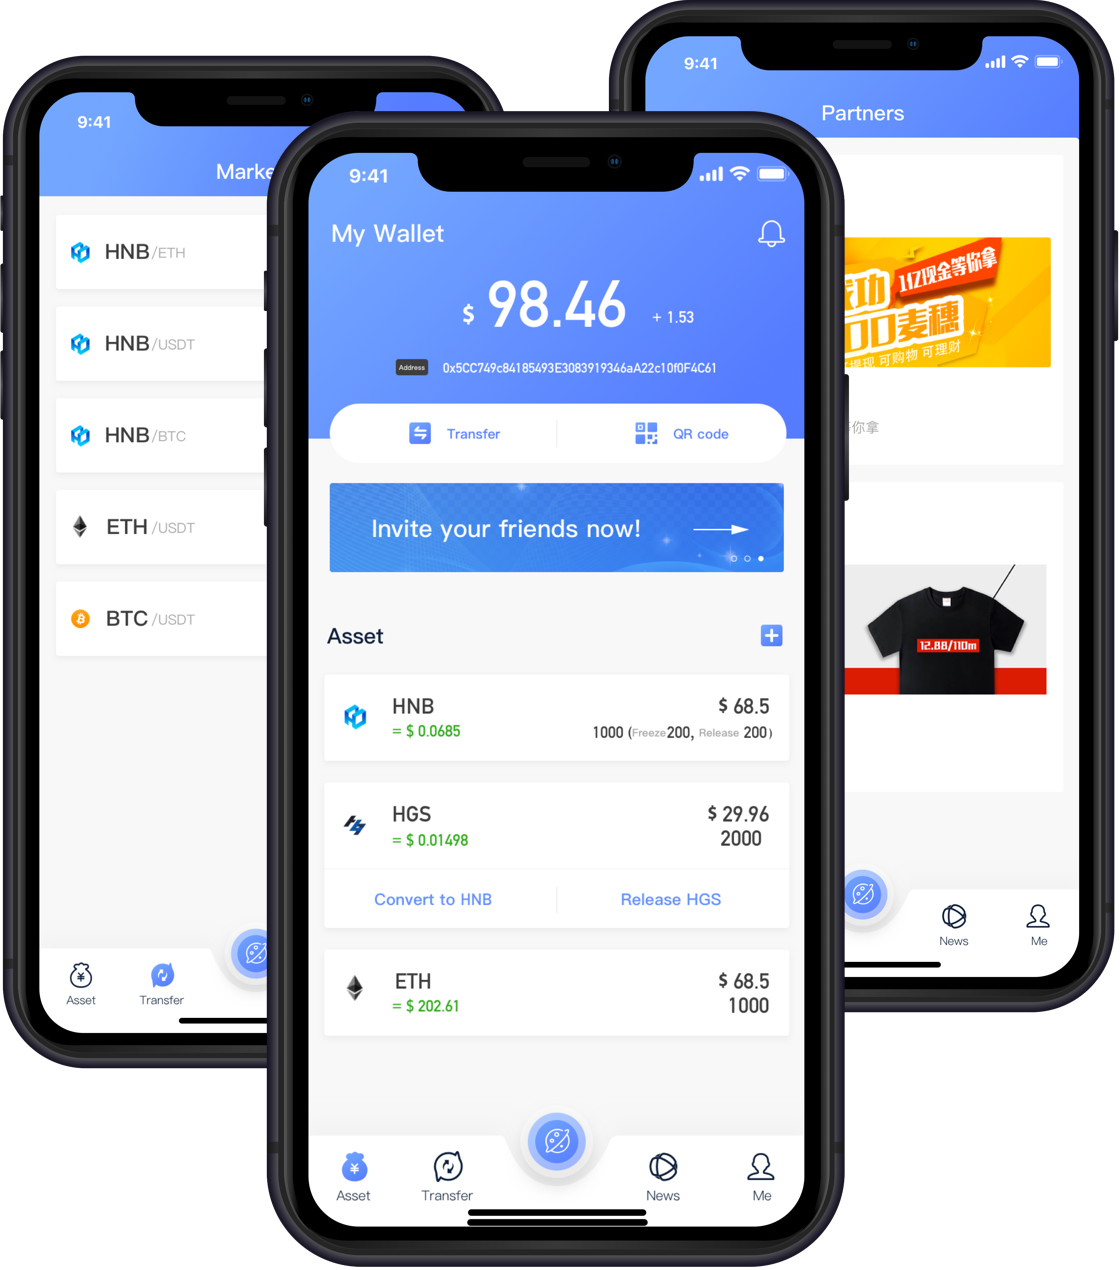 9:41
Marke
HNB/ETH
HNB/USDT
HNB/BTC
ETH/USDT
BTC/USDT
Asset
Transfer
9:41
My Wallet
$ 98.46 + 1.53
Address 0x5CC749c84185493E3083919346aA22c10f0F4C61
Transfer QR code
Invite your friends now!
Asset
HNB $ 68.5
= $ 0.0685 1000 (Freeze200, Release 200)
HGS $ 29.96
= $ 0.01498 2000
Convert to HNB Release HGS
ETH $ 68.5
= $ 202.61 1000
Asset Transfer News Me
9:41
Partners
功 1亿现金等你拿
00麦穗
提现 可购物 可理财
你拿
12.88/110m
News Me